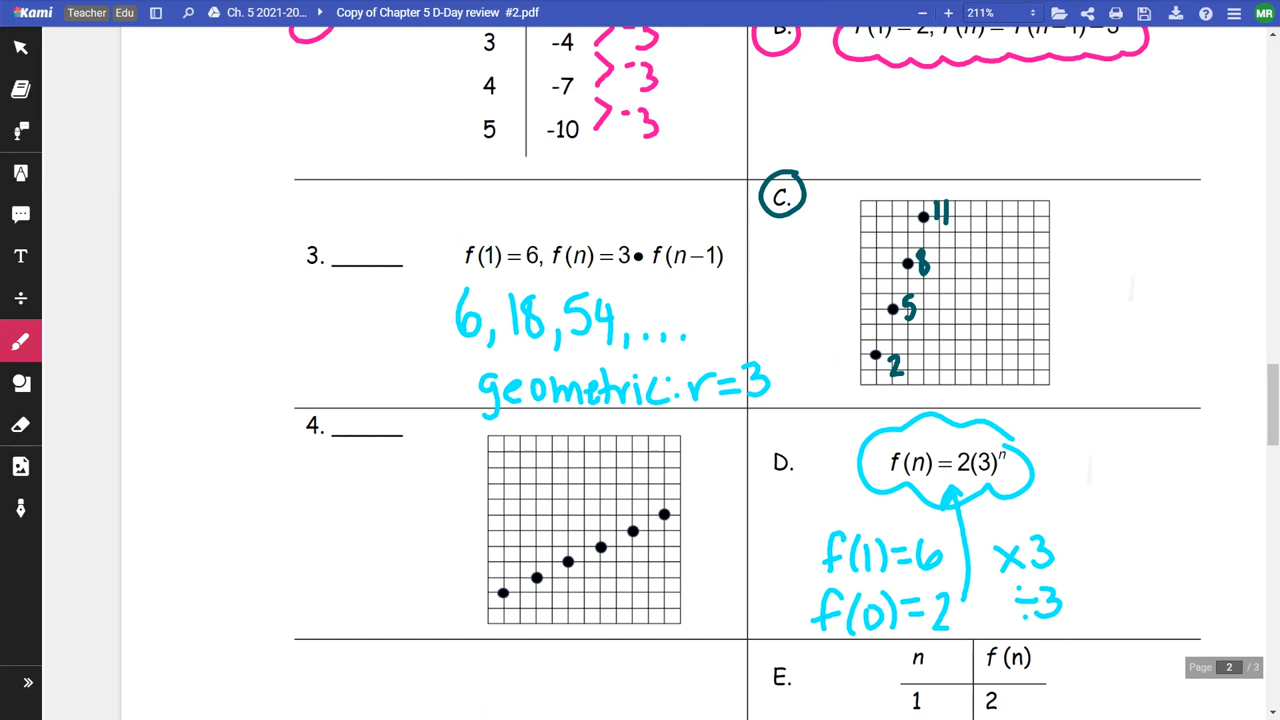 Kami Teacher Edu Ch. 5 2021-20... Copy of Chapter 5 D-Day review #2.pdf 211% MR
3 -4 -3
4 -7 -3
5 -10 -3
3. ______ f(1) = 6, f(n) = 3 • f(n−1)
6, 18, 54, ...
geometric: r = 3
C.
11
8
5
2
4. ______
D. f(n) = 2(3)ⁿ
f(1) = 6 x3
f(0) = 2 ÷3
E. n f(n)
1 2
Page 2 / 3